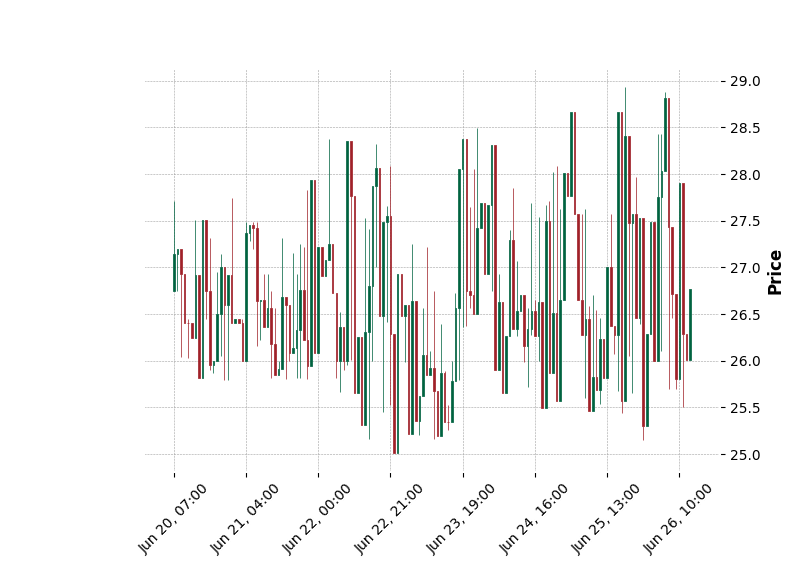 29.0
28.5
28.0
27.5
27.0
26.5
26.0
25.5
25.0
Price
Jun 20, 07:00
Jun 21, 04:00
Jun 22, 00:00
Jun 22, 21:00
Jun 23, 19:00
Jun 24, 16:00
Jun 25, 13:00
Jun 26, 10:00